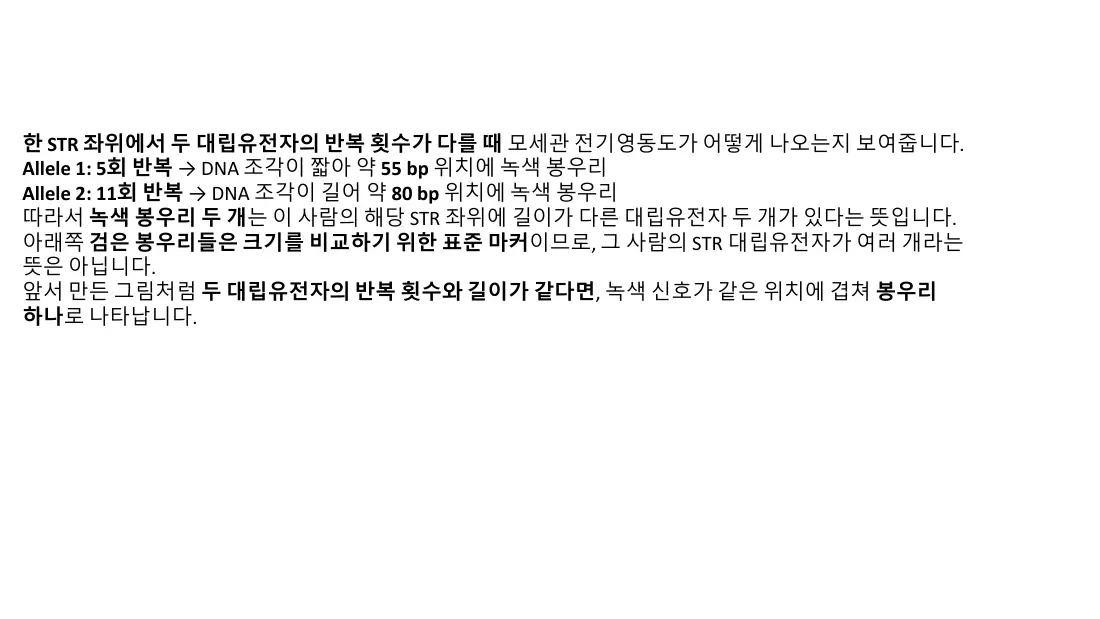 한 STR 좌위에서 두 대립유전자의 반복 횟수가 다를 때 모세관 전기영동도가 어떻게 나오는지 보여줍니다.
Allele 1: 5회 반복 → DNA 조각이 짧아 약 55 bp 위치에 녹색 봉우리
Allele 2: 11회 반복 → DNA 조각이 길어 약 80 bp 위치에 녹색 봉우리
따라서 녹색 봉우리 두 개는 이 사람의 해당 STR 좌위에 길이가 다른 대립유전자 두 개가 있다는 뜻입니다.
아래쪽 검은 봉우리들은 크기를 비교하기 위한 표준 마커이므로, 그 사람의 STR 대립유전자가 여러 개라는
뜻은 아닙니다.
앞서 만든 그림처럼 두 대립유전자의 반복 횟수와 길이가 같다면, 녹색 신호가 같은 위치에 겹쳐 봉우리
하나로 나타납니다.